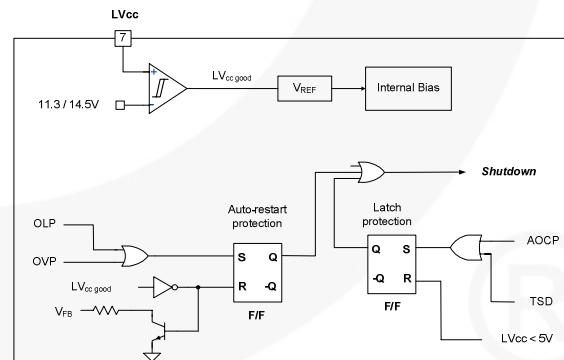 LVcc
7
LVcc good
VREF
Internal Bias
11.3 / 14.5V
Shutdown
Auto-restart
protection
Latch
protection
OLP
OVP
S Q
R -Q
F/F
Q S
-Q R
F/F
AOCP
TSD
LVcc good
VFB
LVcc < 5V
®